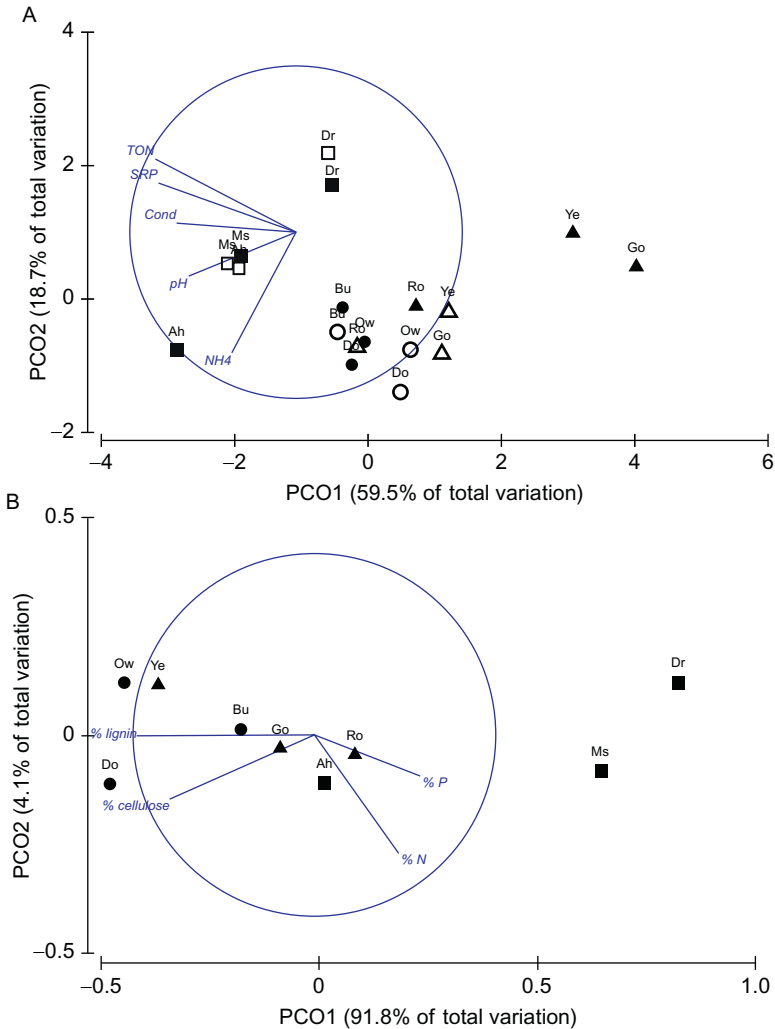 A
4
2
0
−2
PCO2 (18.7% of total variation)
TON
SRP
Cond
pH
NH4
Dr
Dr
Ms
Ms
Ah
Ah
Bu
Bu
Ow
Ro
Do
Ro
Ye
Ow
Go
Do
Ye
Go
−4 −2 0 2 4 6
PCO1 (59.5% of total variation)
B
0.5
0
−0.5
PCO2 (4.1% of total variation)
Ow
Ye
Dr
Bu
Go
Ro
% lignin
Do
% cellulose
Ah
% P
Ms
% N
−0.5 0 0.5 1.0
PCO1 (91.8% of total variation)